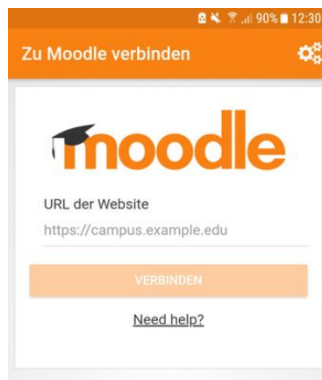 90% 12:30
Zu Moodle verbinden
moodle
URL der Website
https://campus.example.edu
VERBINDEN
Need help?